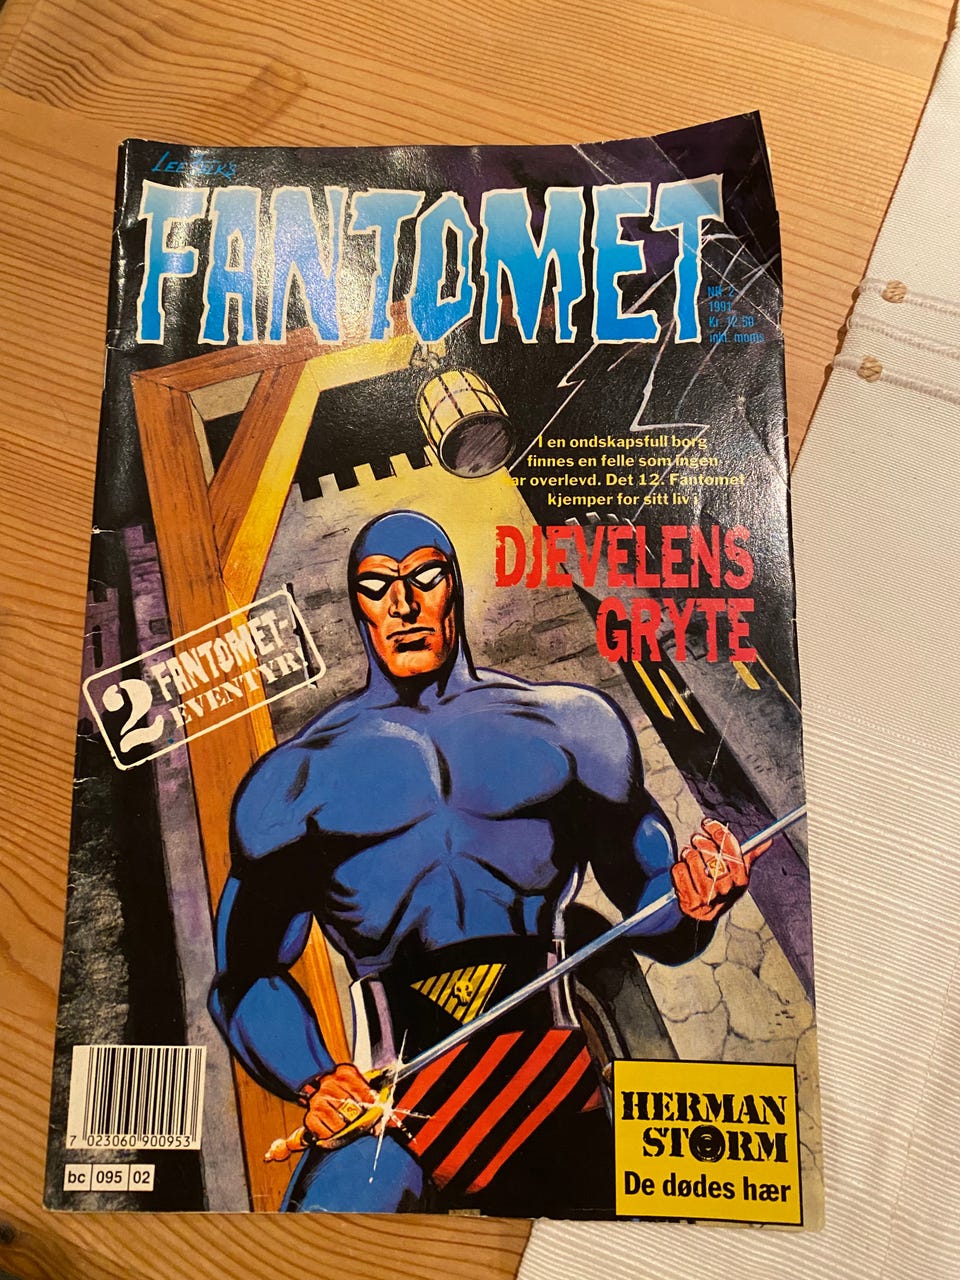 LEE FALK'S
FANTOMET
NR. 2
1991
Kr. 12.50
inkl. moms
I en ondskapsfull borg
finnes en felle som ingen
ar overlevd. Det 12. Fantomet
kjemper for sitt liv i
DJEVELENS
GRYTE
2 FANTOMET-
EVENTYR
7 023060 900953
bc 095 02
HERMAN
STORM
De dødes hær